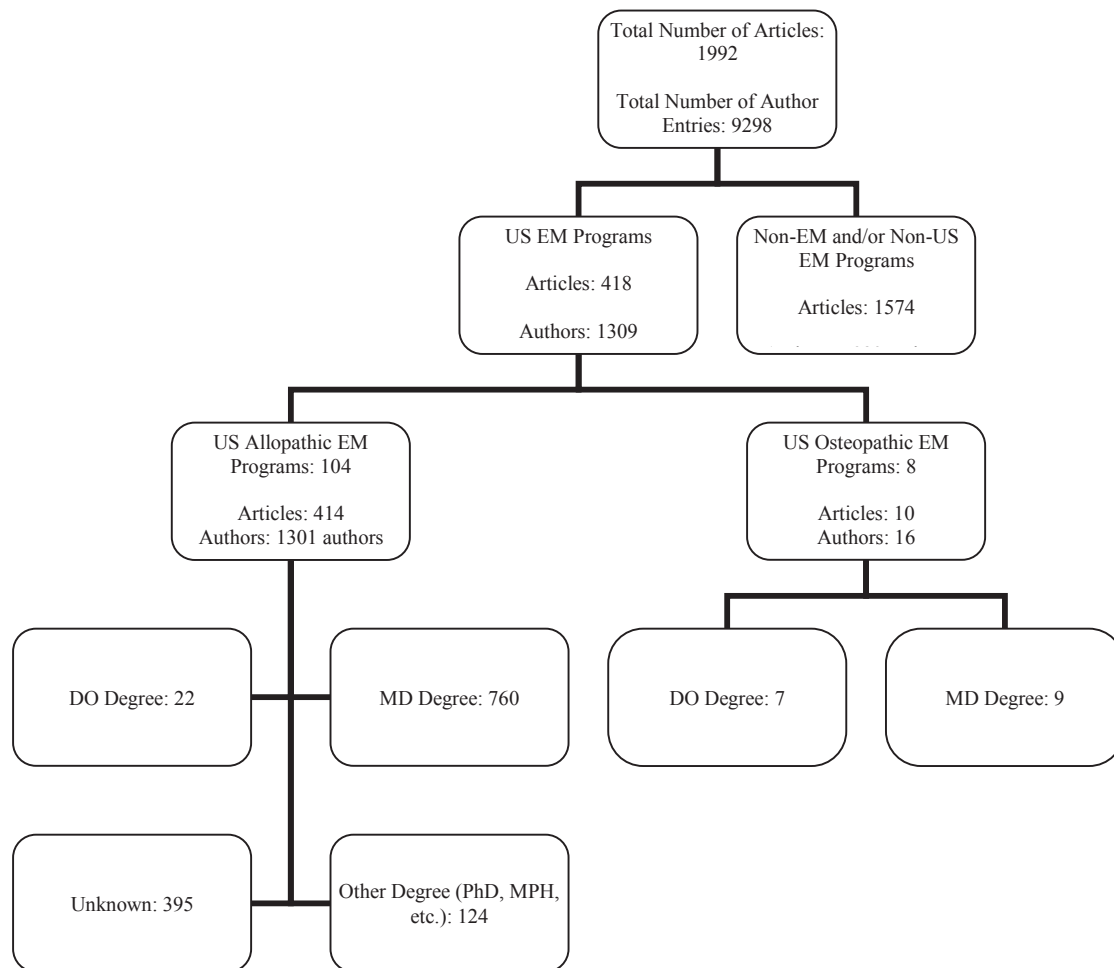 Total Number of Articles:
1992
Total Number of Author
Entries: 9298
US EM Programs
Articles: 418
Authors: 1309
Non-EM and/or Non-US
EM Programs
Articles: 1574
US Allopathic EM
Programs: 104
Articles: 414
Authors: 1301 authors
US Osteopathic EM
Programs: 8
Articles: 10
Authors: 16
DO Degree: 22
MD Degree: 760
DO Degree: 7
MD Degree: 9
Unknown: 395
Other Degree (PhD, MPH,
etc.): 124